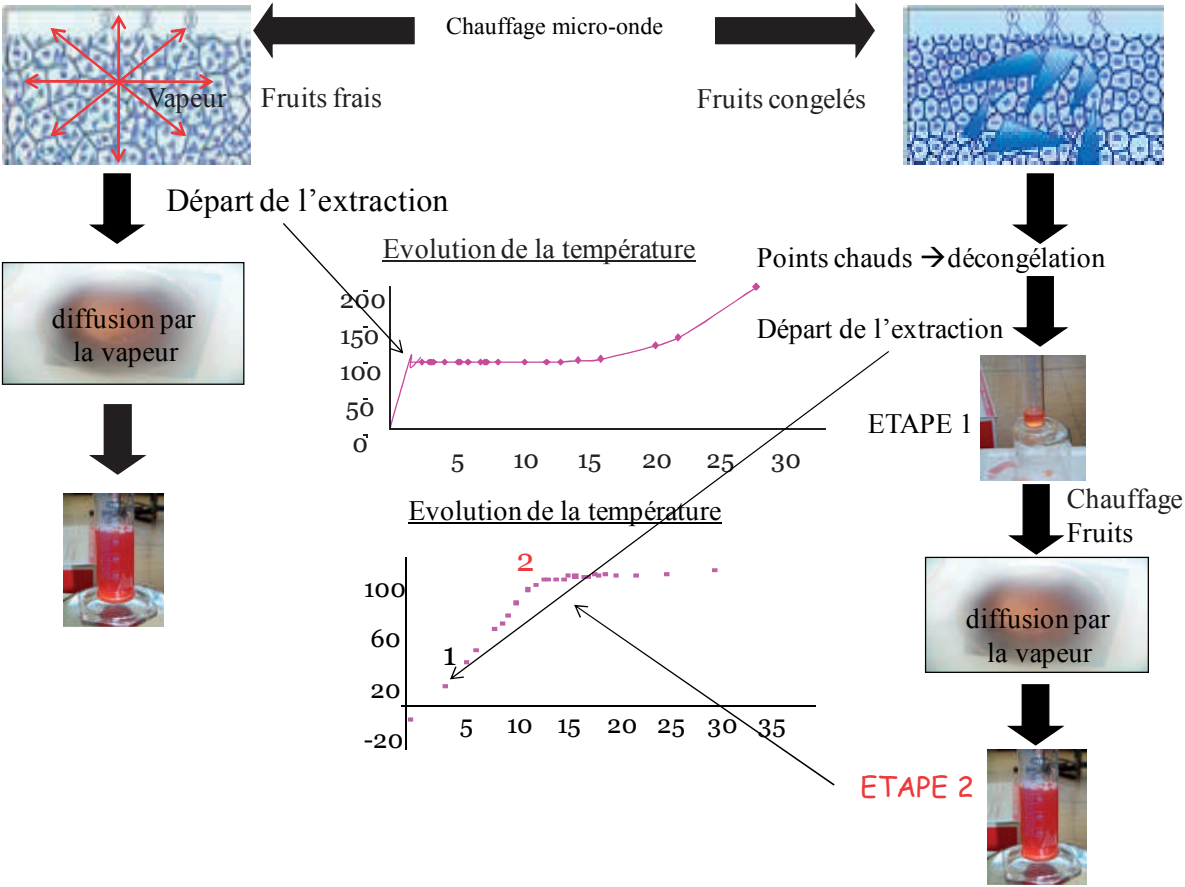 Chauffage micro-onde
Vapeur
Fruits frais
Fruits congelés
Départ de l'extraction
Evolution de la température
Points chauds → décongélation
diffusion par
la vapeur
200
150
100
50
0
5 10 15 20 25 30
Départ de l'extraction
ETAPE 1
Evolution de la température
Chauffage
Fruits
2
1
100
60
20
-20
5 10 15 20 25 30 35
diffusion par
la vapeur
ETAPE 2